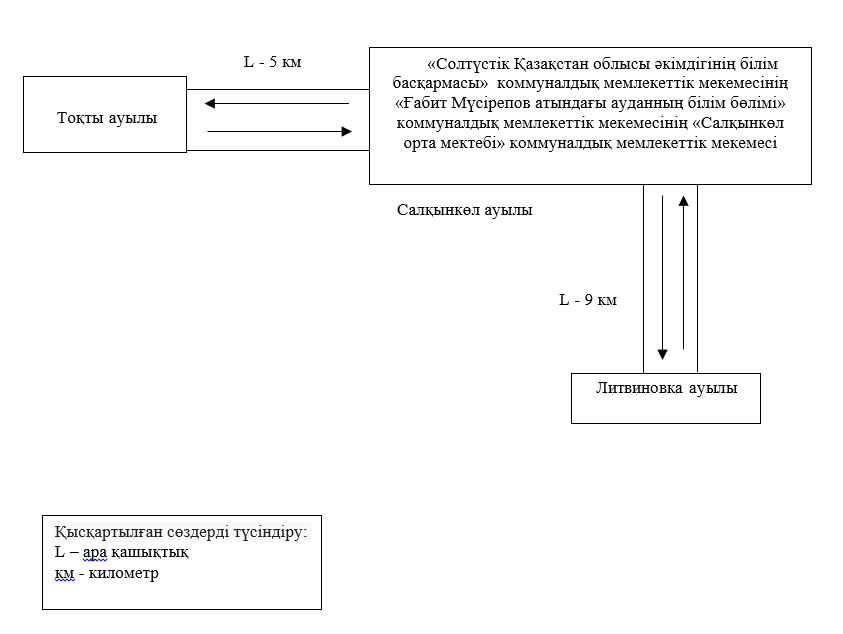 L - 5 км
Тоқты ауылы
«Солтүстік Қазақстан облысы әкімдігінің білім
басқармасы» коммуналдық мемлекеттік мекемесінің
«Ғабит Мүсірепов атындағы ауданның білім бөлімі»
коммуналдық мемлекеттік мекемесінің «Салқынкөл
орта мектебі» коммуналдық мемлекеттік мекемесі
Салқынкөл ауылы
L - 9 км
Литвиновка ауылы
Қысқартылған сөздерді түсіндіру:
L – ара қашықтық
км - километр